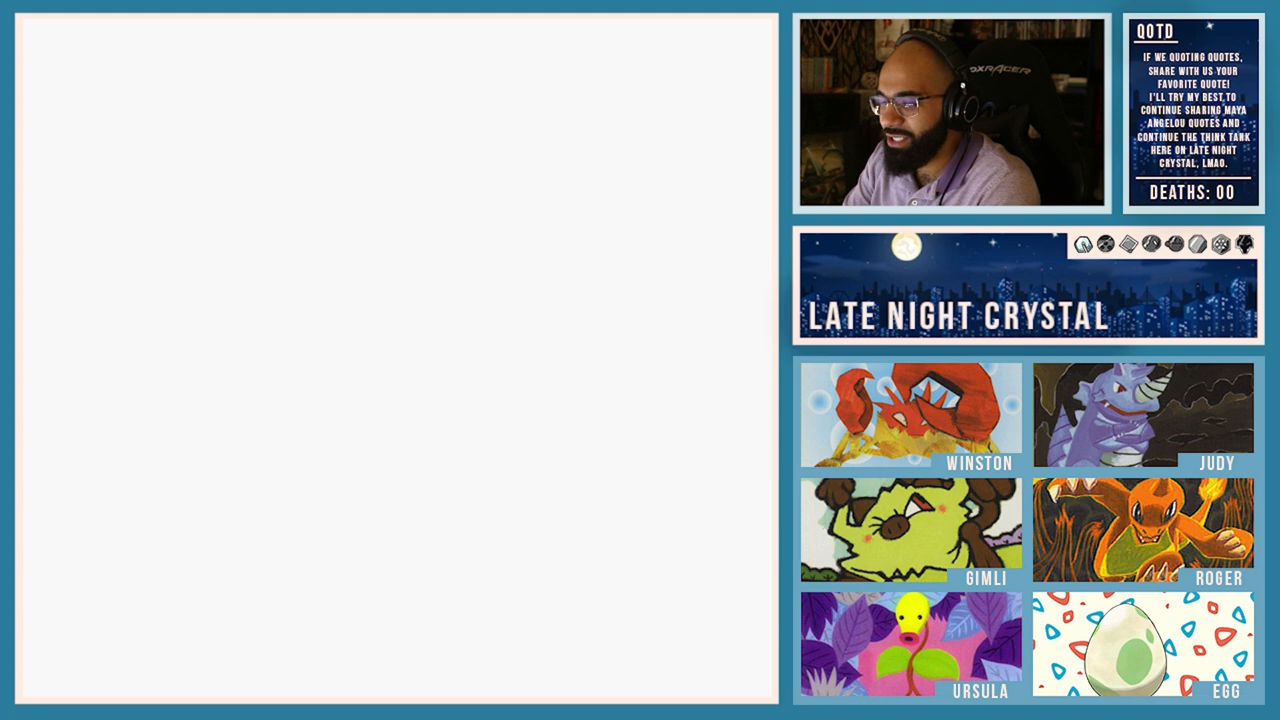 DXRACER
QOTD
IF WE QUOTING QUOTES,
SHARE WITH US YOUR
FAVORITE QUOTE!
I'LL TRY MY BEST TO
CONTINUE SHARING MAYA
ANGELOU QUOTES AND
CONTINUE THE THINK TANK
HERE ON LATE NIGHT
CRYSTAL, LMAO.
DEATHS: 00
LATE NIGHT CRYSTAL
WINSTON
JUDY
GIMLI
ROGER
URSULA
EGG